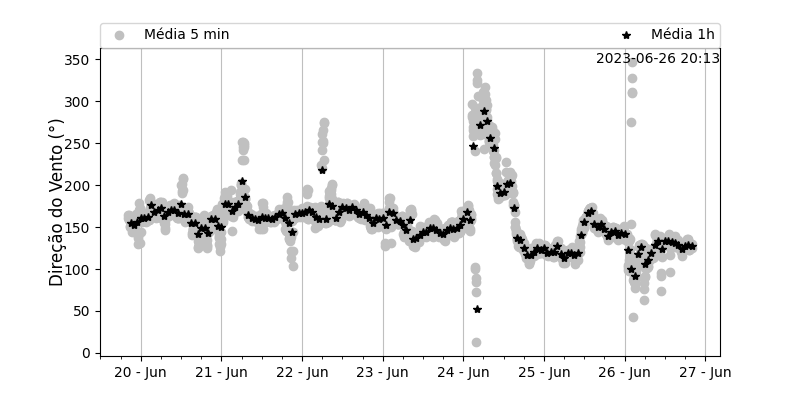 Média 5 min
Média 1h
2023-06-26 20:13
Direção do Vento (°)
350
300
250
200
150
100
50
0
20 - Jun
21 - Jun
22 - Jun
23 - Jun
24 - Jun
25 - Jun
26 - Jun
27 - Jun